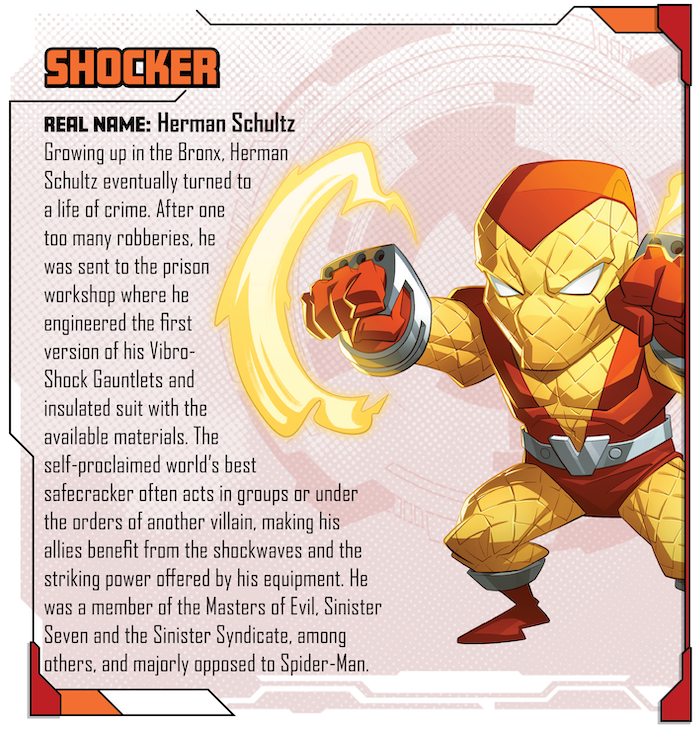 SHOCKER
REAL NAME: Herman Schultz
Growing up in the Bronx, Herman
Schultz eventually turned to
a life of crime. After one
too many robberies, he
was sent to the prison
workshop where he
engineered the first
version of his Vibro-
Shock Gauntlets and
insulated suit with the
available materials. The
self-proclaimed world's best
safecracker often acts in groups or under
the orders of another villain, making his
allies benefit from the shockwaves and the
striking power offered by his equipment. He
was a member of the Masters of Evil, Sinister
Seven and the Sinister Syndicate, among
others, and majorly opposed to Spider-Man.